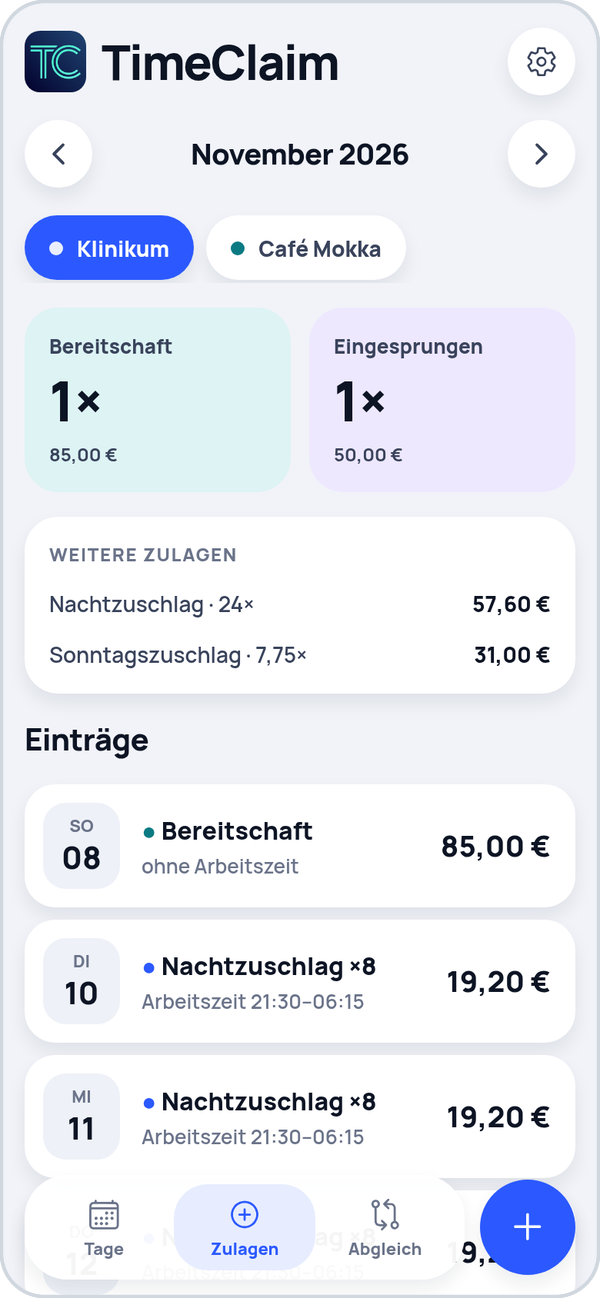 TC TimeClaim
November 2026
Klinikum
Café Mokka
Bereitschaft
1×
85,00 €
Eingesprungen
1×
50,00 €
WEITERE ZULAGEN
Nachtzuschlag · 24× 57,60 €
Sonntagszuschlag · 7,75× 31,00 €
Einträge
SO
08
Bereitschaft
ohne Arbeitszeit
85,00 €
DI
10
Nachtzuschlag ×8
Arbeitszeit 21:30–06:15
19,20 €
MI
11
Nachtzuschlag ×8
Arbeitszeit 21:30–06:15
19,20 €
DO
12
Tage
Zulagen
Abgleich